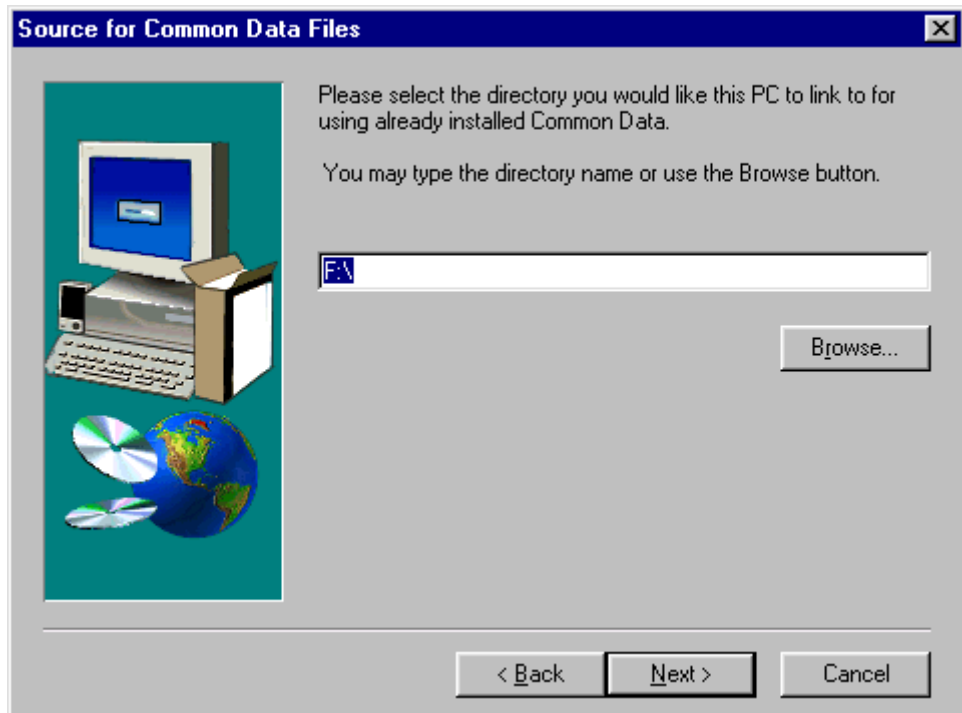 Source for Common Data Files
Please select the directory you would like this PC to link to for
using already installed Common Data.
You may type the directory name or use the Browse button.
F:\
Browse...
< Back
Next >
Cancel